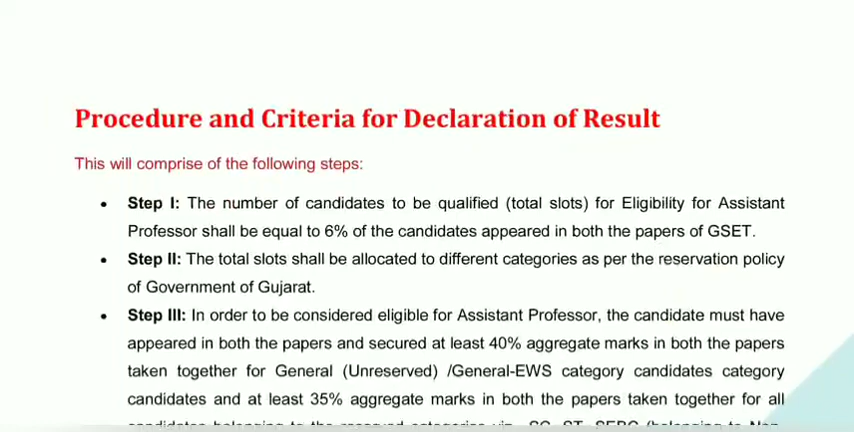 Procedure and Criteria for Declaration of Result
This will comprise of the following steps:
• Step I: The number of candidates to be qualified (total slots) for Eligibility for Assistant
Professor shall be equal to 6% of the candidates appeared in both the papers of GSET.
• Step II: The total slots shall be allocated to different categories as per the reservation policy
of Government of Gujarat.
• Step III: In order to be considered eligible for Assistant Professor, the candidate must have
appeared in both the papers and secured at least 40% aggregate marks in both the papers
taken together for General (Unreserved) /General-EWS category candidates category
candidates and at least 35% aggregate marks in both the papers taken together for all